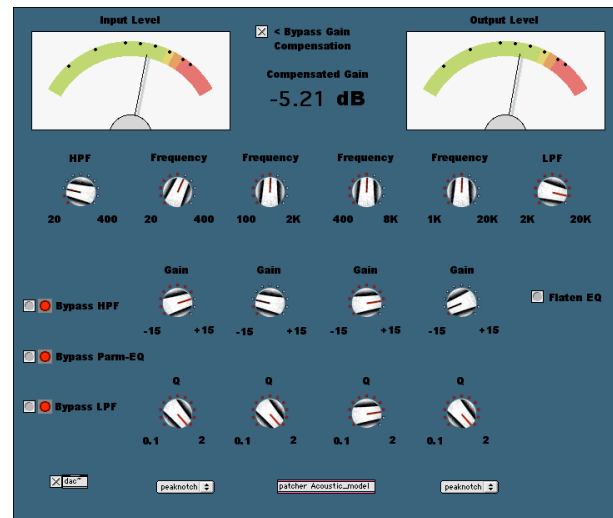 Input Level
< Bypass Gain
Compensation
Output Level
Compensated Gain
-5.21 dB
HPF Frequency Frequency Frequency Frequency LPF
20 400 20 400 100 2K 400 8K 1K 20K 2K 20K
Gain Gain Gain Gain
Bypass HPF
Flaten EQ
-15 +15 -15 +15 -15 +15 -15 +15
Bypass Parm-EQ
Q Q Q Q
Bypass LPF
0.1 2 0.1 2 0.1 2 0.1 2
dac~
peaknotch
patcher Acoustic_model
peaknotch